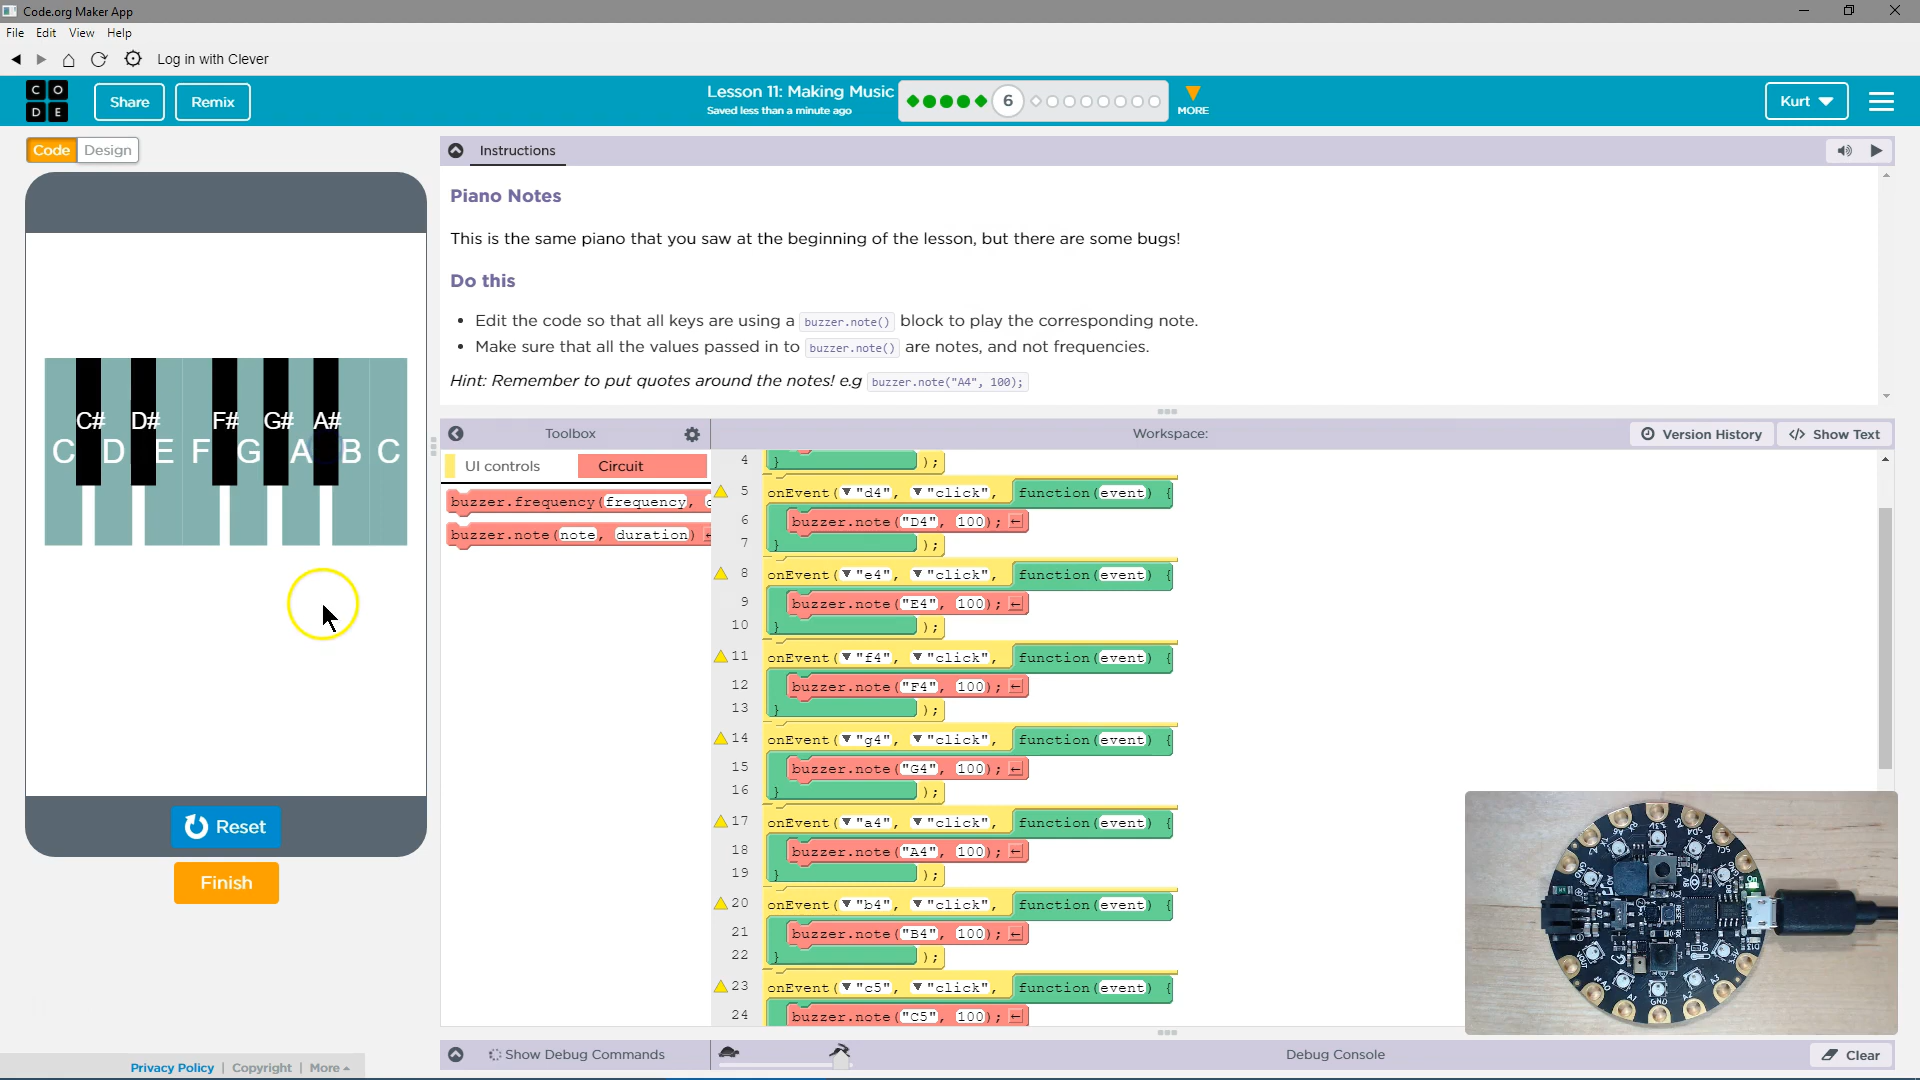 Code.org Maker App
File Edit View Help
Log in with Clever
C O D E
Share
Remix
Lesson 11: Making Music
Saved less than a minute ago
6
MORE
Kurt
Code
Design
Instructions
Piano Notes
This is the same piano that you saw at the beginning of the lesson, but there are some bugs!
Do this
• Edit the code so that all keys are using a buzzer.note() block to play the corresponding note.
• Make sure that all the values passed in to buzzer.note() are notes, and not frequencies.
Hint: Remember to put quotes around the notes! e.g buzzer.note("A4", 100);
C# D# F# G# A#
C D E F G A B C
Reset
Finish
Toolbox
Workspace:
Version History
Show Text
UI controls
Circuit
buzzer.frequency(frequency,
buzzer.note(note, duration)
4 } );
5 onEvent("d4", "click", function(event) {
6 buzzer.note("D4", 100);
7 } );
8 onEvent("e4", "click", function(event) {
9 buzzer.note("E4", 100);
10 } );
11 onEvent("f4", "click", function(event) {
12 buzzer.note("F4", 100);
13 } );
14 onEvent("g4", "click", function(event) {
15 buzzer.note("G4", 100);
16 } );
17 onEvent("a4", "click", function(event) {
18 buzzer.note("A4", 100);
19 } );
20 onEvent("b4", "click", function(event) {
21 buzzer.note("B4", 100);
22 } );
23 onEvent("c5", "click", function(event) {
24 buzzer.note("C5", 100);
Show Debug Commands
Debug Console
Clear
Privacy Policy | Copyright | More